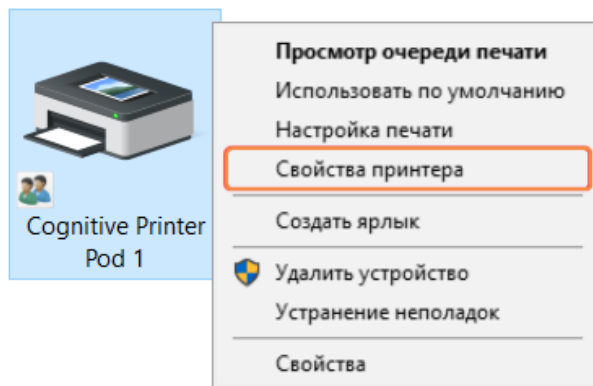 Просмотр очереди печати
Использовать по умолчанию
Настройка печати
Свойства принтера
Создать ярлык
Удалить устройство
Устранение неполадок
Свойства
Cognitive Printer
Pod 1